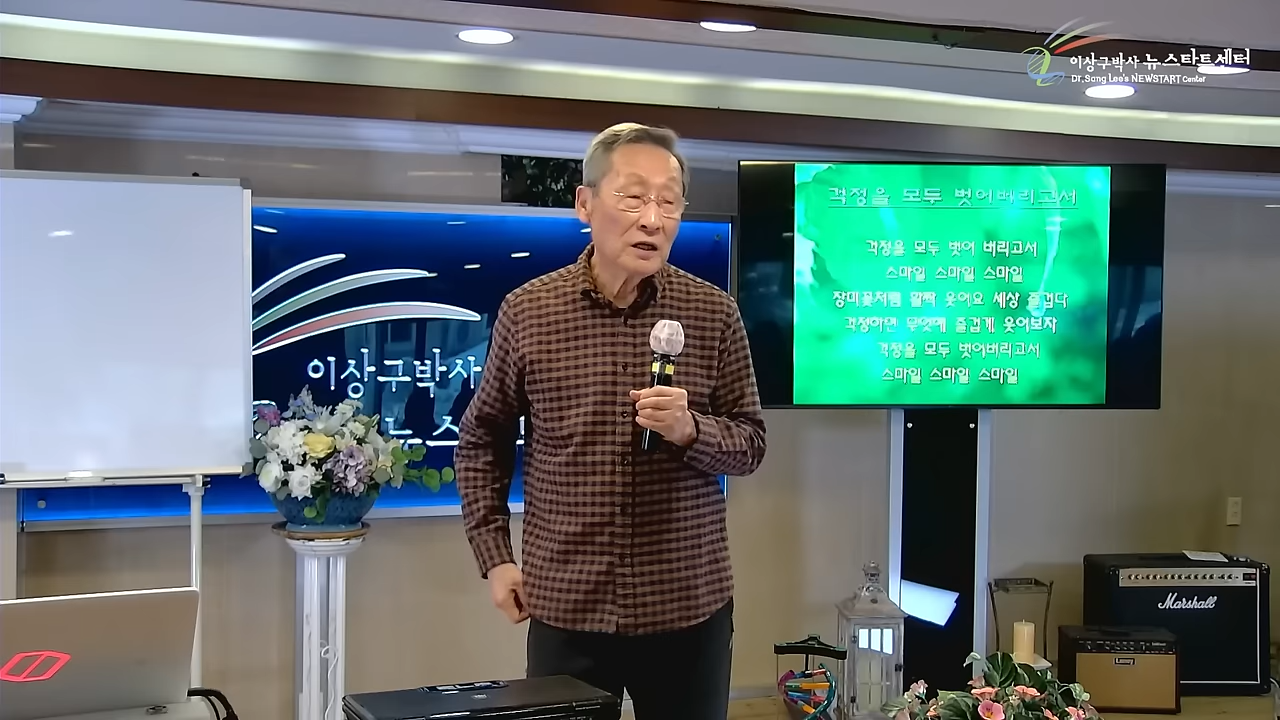 이상구박사 뉴스타트센터
Dr. Sang Lee's NEWSTART Center
걱정을 모두 벗어버리고서
걱정을 모두 벗어 버리고서
스마일 스마일 스마일
장미꽃처럼 활짝 웃어요 세상 즐겁다
걱정하면 무엇해 즐겁게 웃어보자
걱정을 모두 벗어버리고서
스마일 스마일 스마일
이상구박사
뉴스
Marshall
Laney